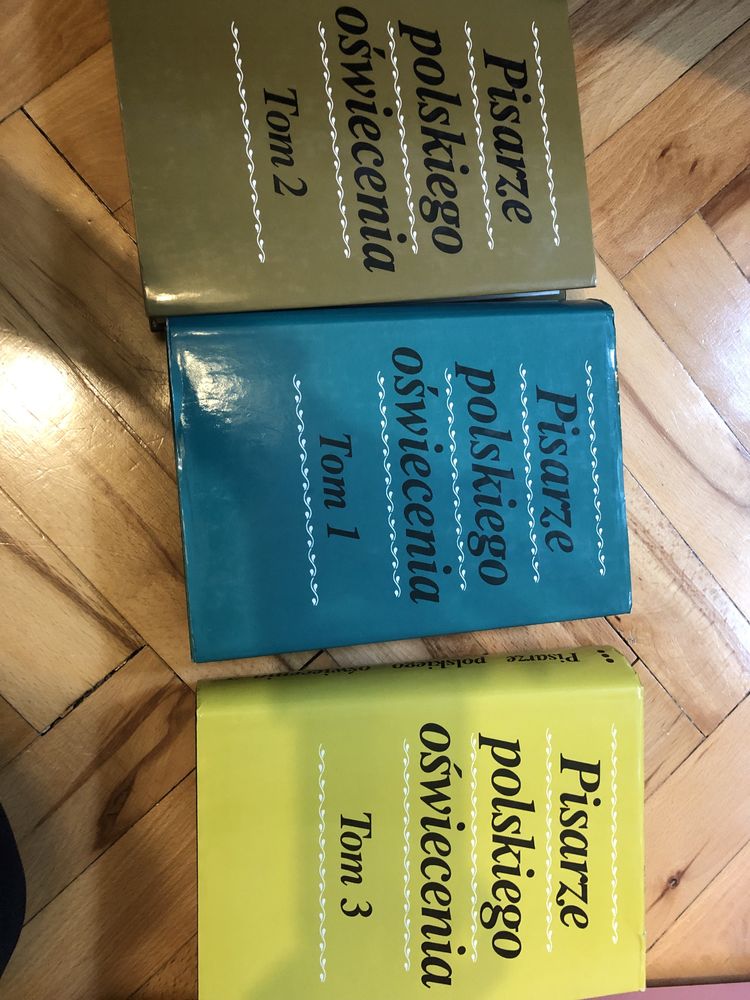 Pisarze
polskiego
oświecenia
Tom 2
Pisarze
polskiego
oświecenia
Tom 1
Pisarze polskiego oświecenia
Pisarze
polskiego
oświecenia
Tom 3